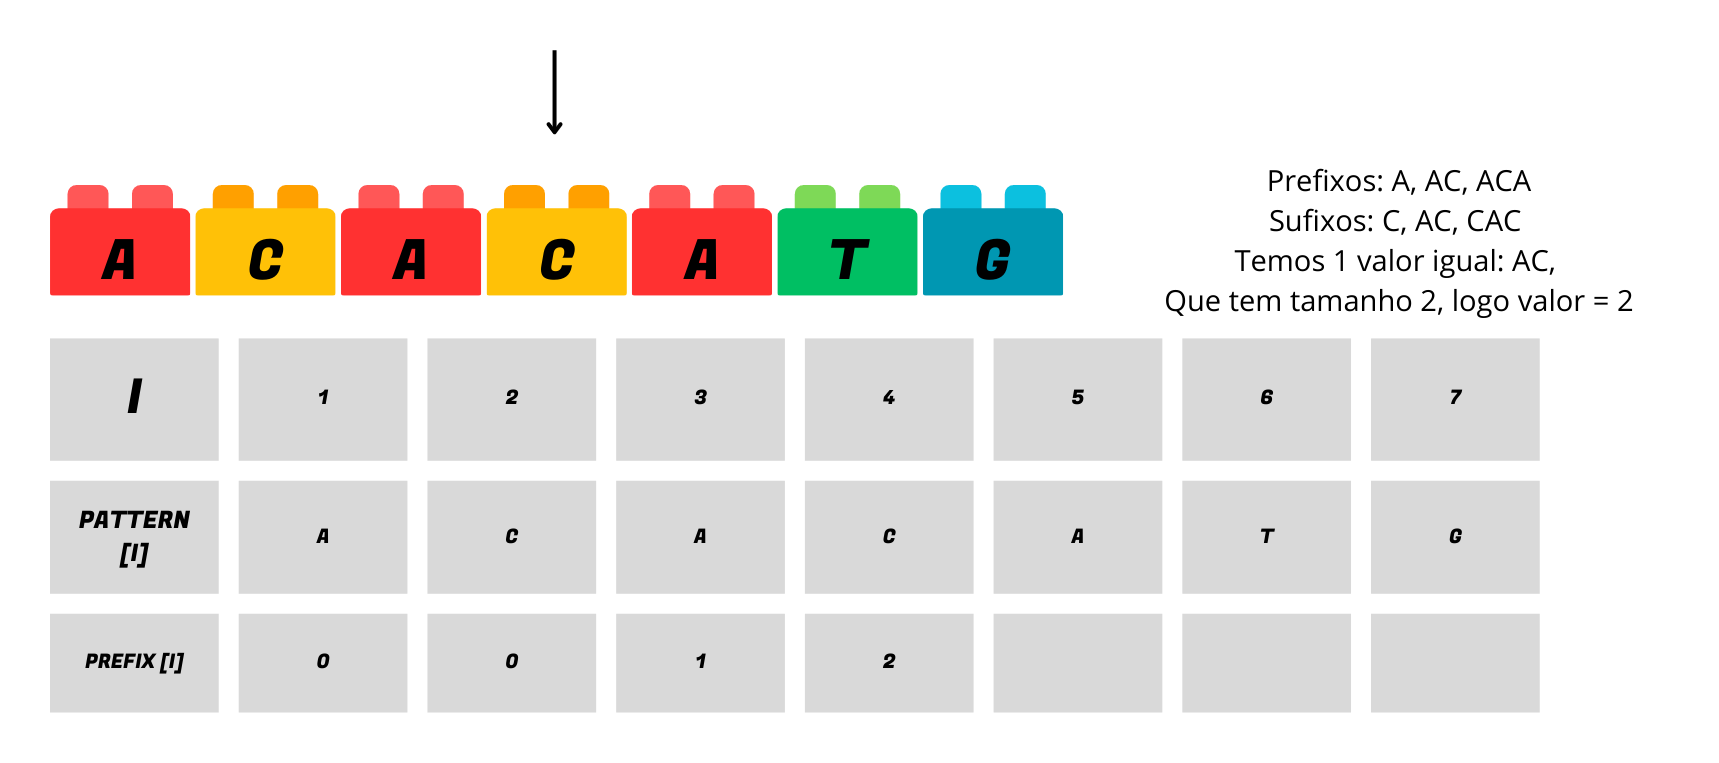 A C A C A T G
Prefixos: A, AC, ACA
Sufixos: C, AC, CAC
Temos 1 valor igual: AC,
Que tem tamanho 2, logo valor = 2
I 1 2 3 4 5 6 7
PATTERN
[I] A C A C A T G
PREFIX [I] 0 0 1 2